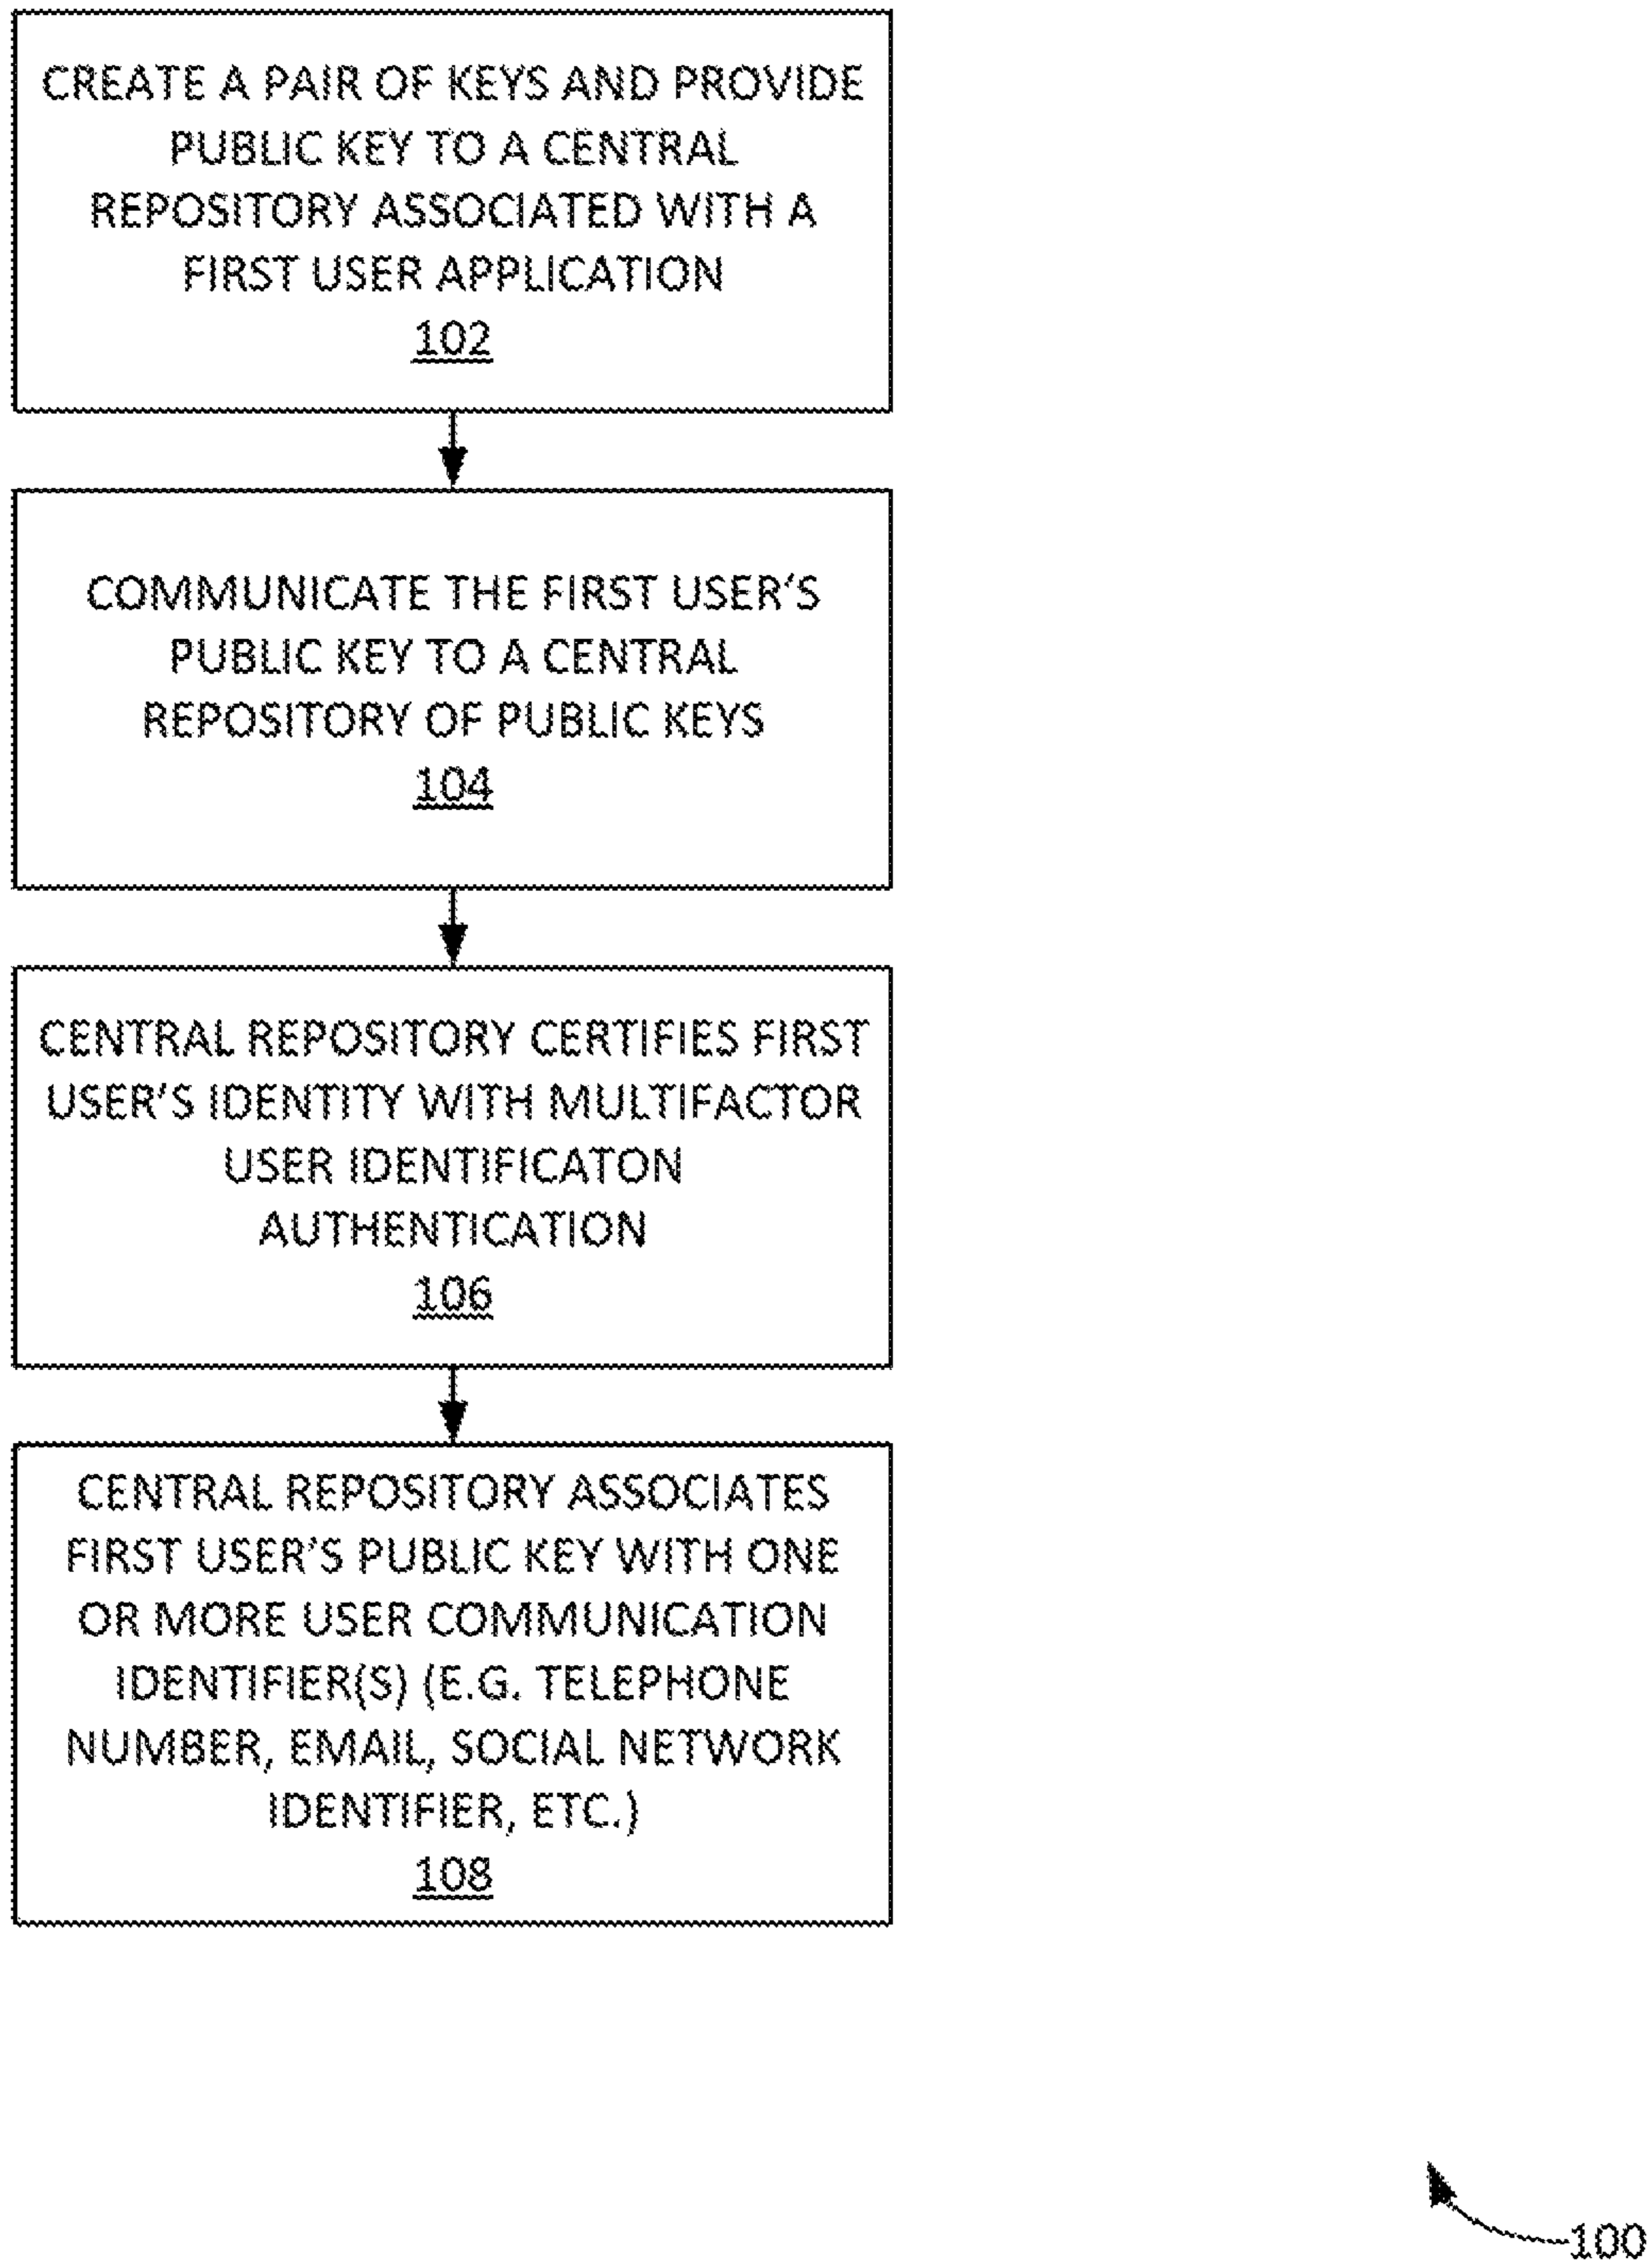 CREATE A PAIR OF KEYS AND PROVIDE
PUBLIC KEY TO A CENTRAL
REPOSITORY ASSOCIATED WITH A
FIRST USER APPLICATION
102
COMMUNICATE THE FIRST USER'S
PUBLIC KEY TO A CENTRAL
REPOSITORY OF PUBLIC KEYS
104
CENTRAL REPOSITORY CERTIFIES FIRST
USER'S IDENTITY WITH MULTIFACTOR
USER IDENTIFICATON
AUTHENTICATION
106
CENTRAL REPOSITORY ASSOCIATES
FIRST USER'S PUBLIC KEY WITH ONE
OR MORE USER COMMUNICATION
IDENTIFIER(S) (E.G. TELEPHONE
NUMBER, EMAIL, SOCIAL NETWORK
IDENTIFIER, ETC.)
108
100